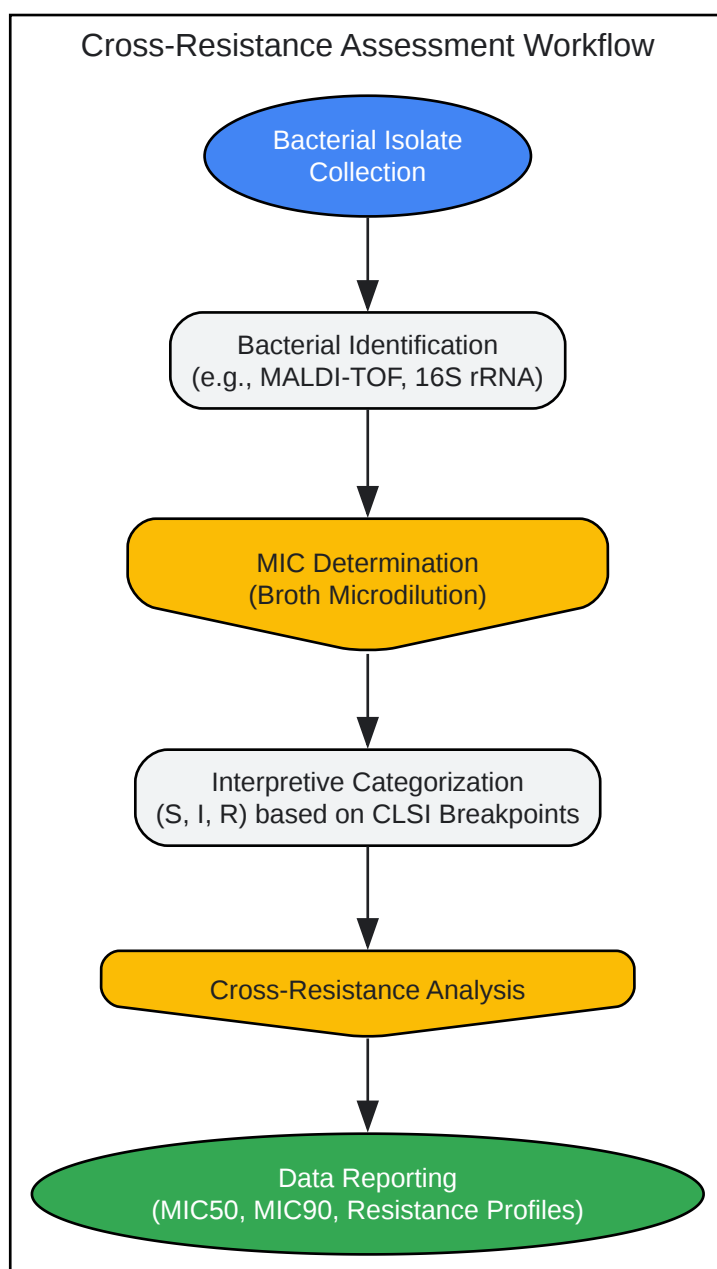 Cross-Resistance Assessment Workflow
Bacterial Isolate
Collection
Bacterial Identification
(e.g., MALDI-TOF, 16S rRNA)
MIC Determination
(Broth Microdilution)
Interpretive Categorization
(S, I, R) based on CLSI Breakpoints
Cross-Resistance Analysis
Data Reporting
(MIC50, MIC90, Resistance Profiles)